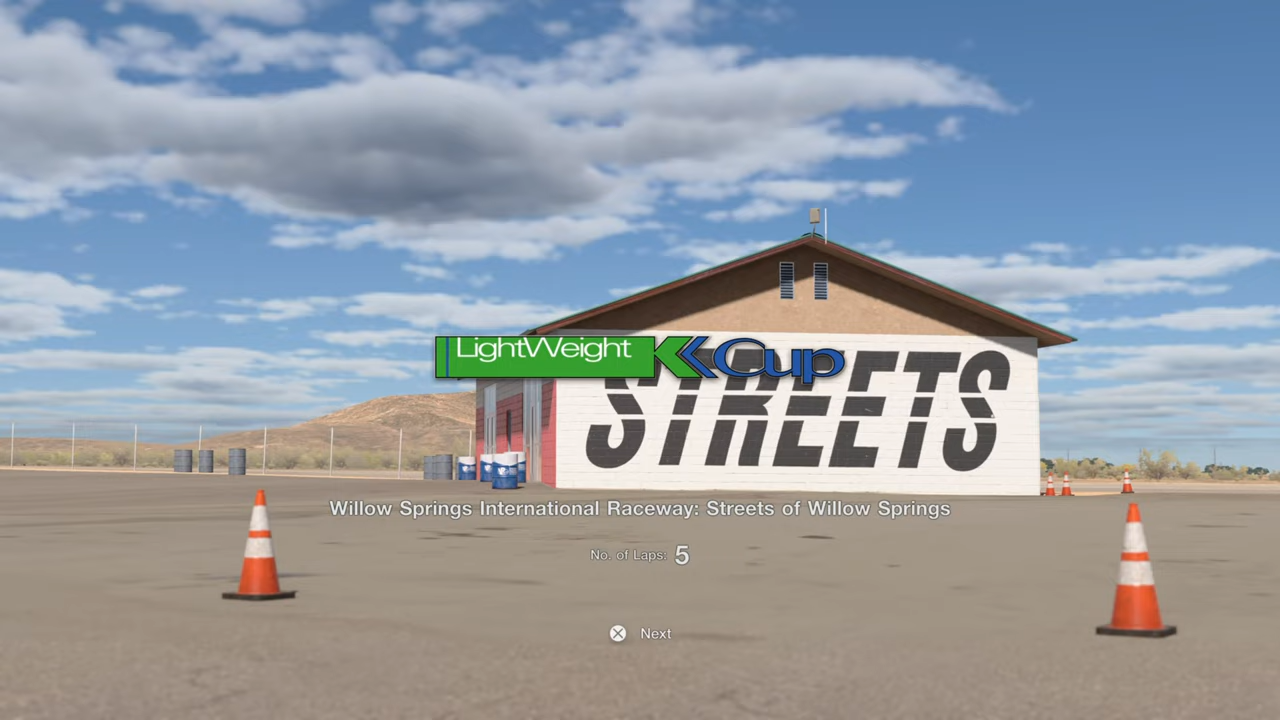 LightWeight K Cup
STREETS
Willow Springs International Raceway: Streets of Willow Springs
No. of Laps: 5
Next